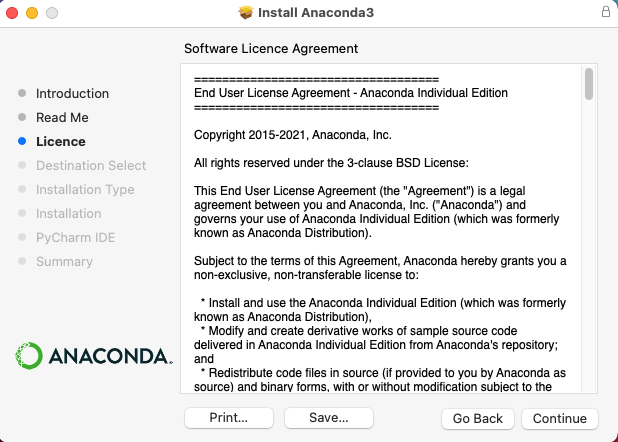 Install Anaconda3
Software Licence Agreement
Introduction
Read Me
Licence
Destination Select
Installation Type
Installation
PyCharm IDE
Summary
ANACONDA.
===================================
End User License Agreement - Anaconda Individual Edition
===================================
Copyright 2015-2021, Anaconda, Inc.
All rights reserved under the 3-clause BSD License:
This End User License Agreement (the "Agreement") is a legal
agreement between you and Anaconda, Inc. ("Anaconda") and
governs your use of Anaconda Individual Edition (which was formerly
known as Anaconda Distribution).
Subject to the terms of this Agreement, Anaconda hereby grants you a
non-exclusive, non-transferable license to:
* Install and use the Anaconda Individual Edition (which was formerly
known as Anaconda Distribution),
* Modify and create derivative works of sample source code
delivered in Anaconda Individual Edition from Anaconda's repository;
and
* Redistribute code files in source (if provided to you by Anaconda as
source) and binary forms, with or without modification subject to the
Print...
Save...
Go Back
Continue